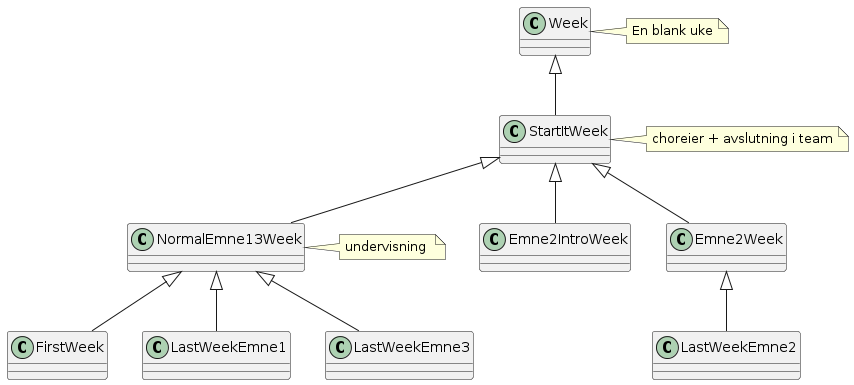 C Week
En blank uke
C StartItWeek
choreier + avslutning i team
C NormalEmne13Week
undervisning
C Emne2IntroWeek
C Emne2Week
C FirstWeek
C LastWeekEmne1
C LastWeekEmne3
C LastWeekEmne2